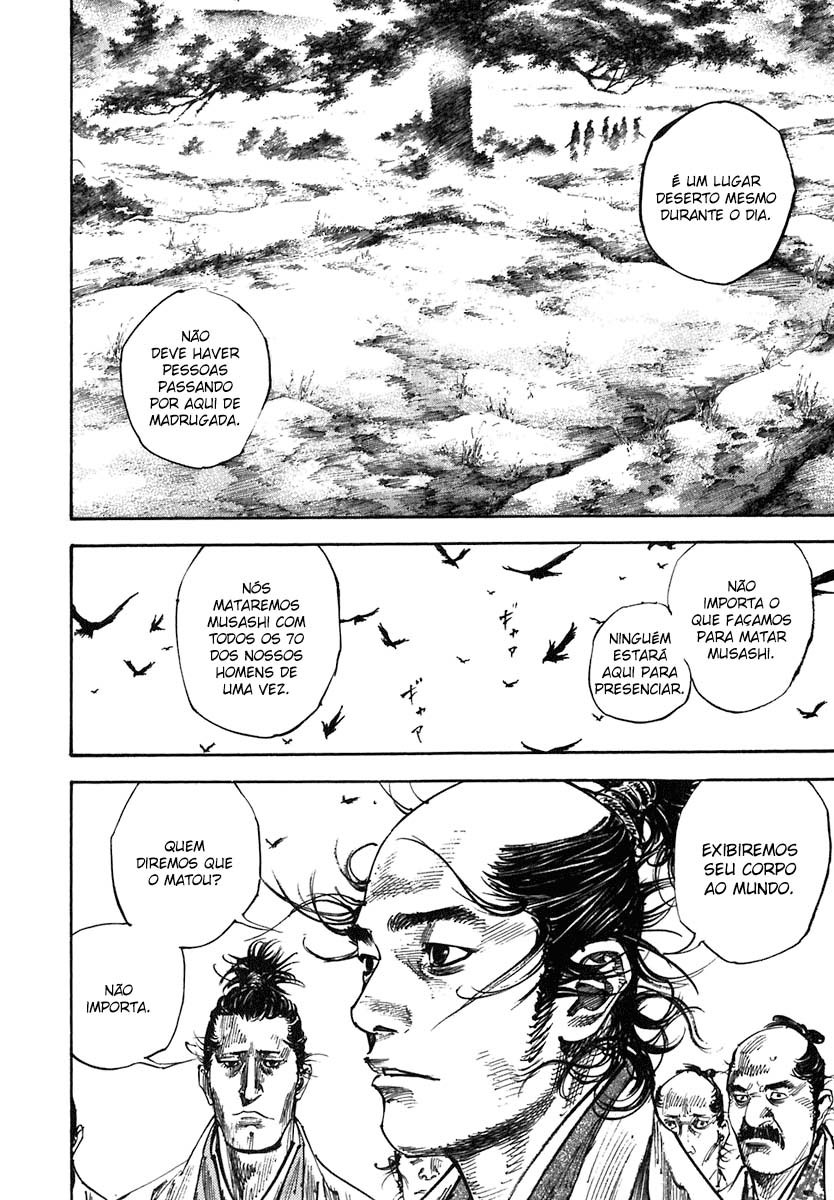 É UM LUGAR
DESERTO MESMO
DURANTE O DIA.
NÃO
DEVE HAVER
PESSOAS
PASSANDO
POR AQUI DE
MADRUGADA.
NÃO
IMPORTA O
QUE FAÇAMOS
PARA MATAR
MUSASHI.
NINGUÉM
ESTARÁ
AQUI PARA
PRESENCIAR.
ギャア
ギャア
NÓS
MATAREMOS
MUSASHI COM
TODOS OS 70
DOS NOSSOS
HOMENS DE
UMA VEZ.
EXIBIREMOS
SEU CORPO
AO MUNDO.
QUEM
DIREMOS QUE
O MATOU?
NÃO
IMPORTA.